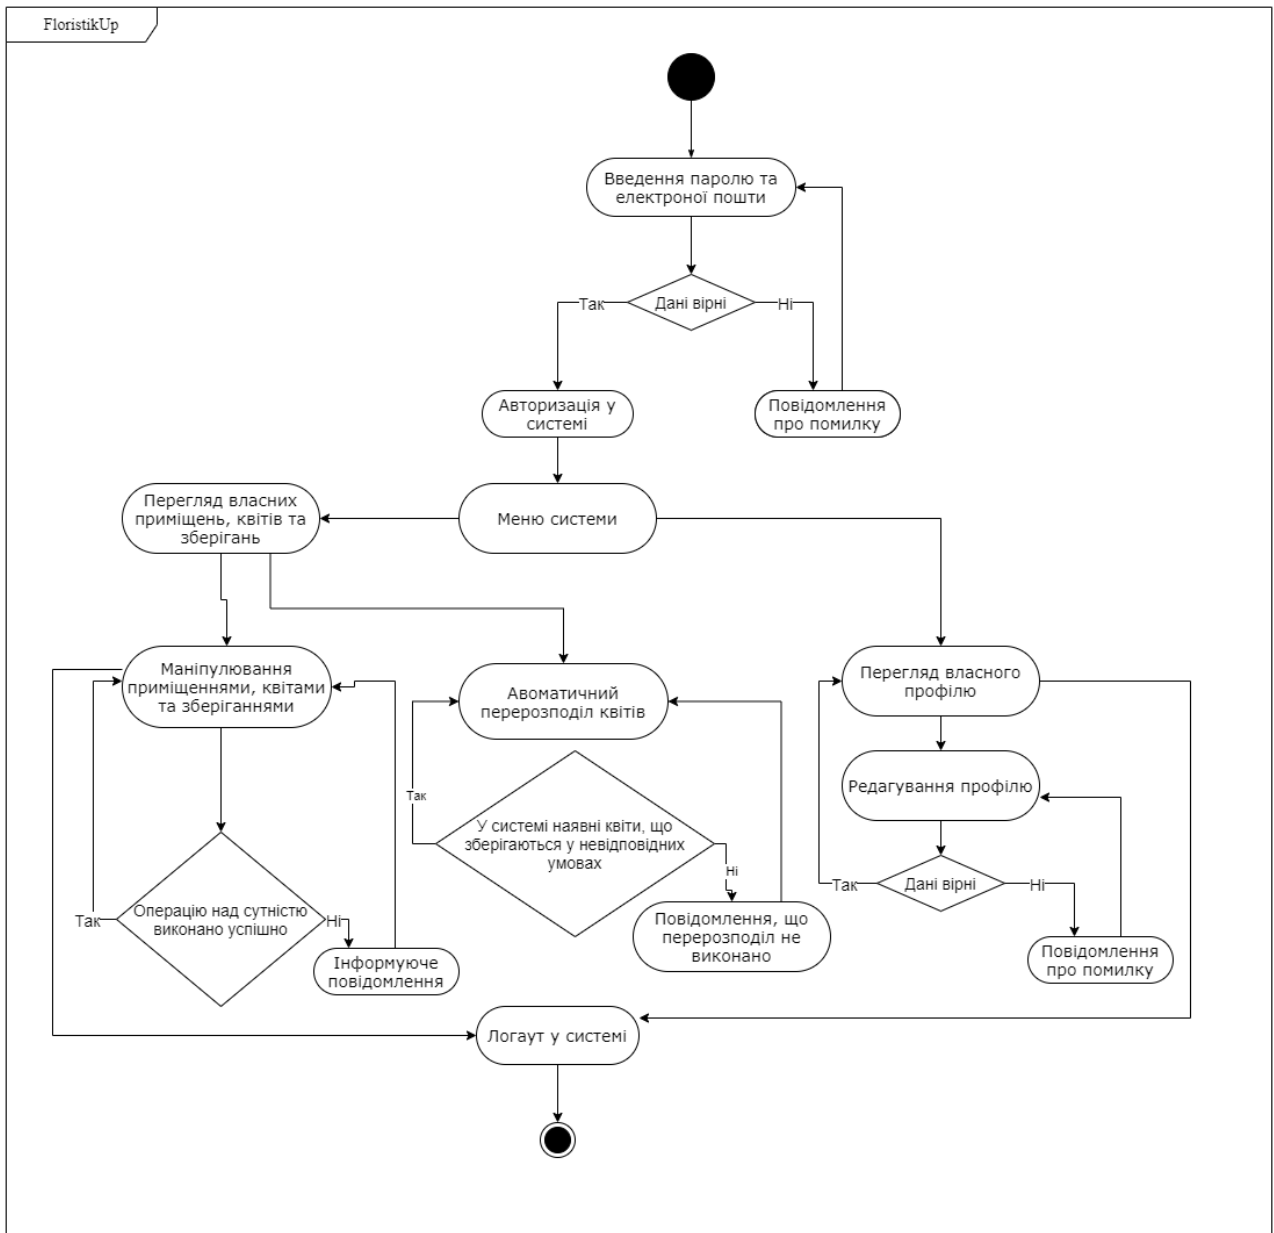 FloristikUp
Введення паролю та
електроної пошти
Дані вірні
Так
Ні
Авторизація у
системі
Повідомлення
про помилку
Меню системи
Перегляд власних
приміщень, квітів та
зберігань
Маніпулювання
приміщеннями, квітами
та зберіганнями
Авоматичний
перерозподіл квітів
Перегляд власного
профілю
Редагування профілю
Так
У системі наявні квіти, що
зберігаються у невідповідних
умовах
Ні
Дані вірні
Так
Ні
Операцію над сутністю
виконано успішно
Так
Ні
Повідомлення, що
перерозподіл не
виконано
Інформуюче
повідомлення
Повідомлення
про помилку
Логаут у системі